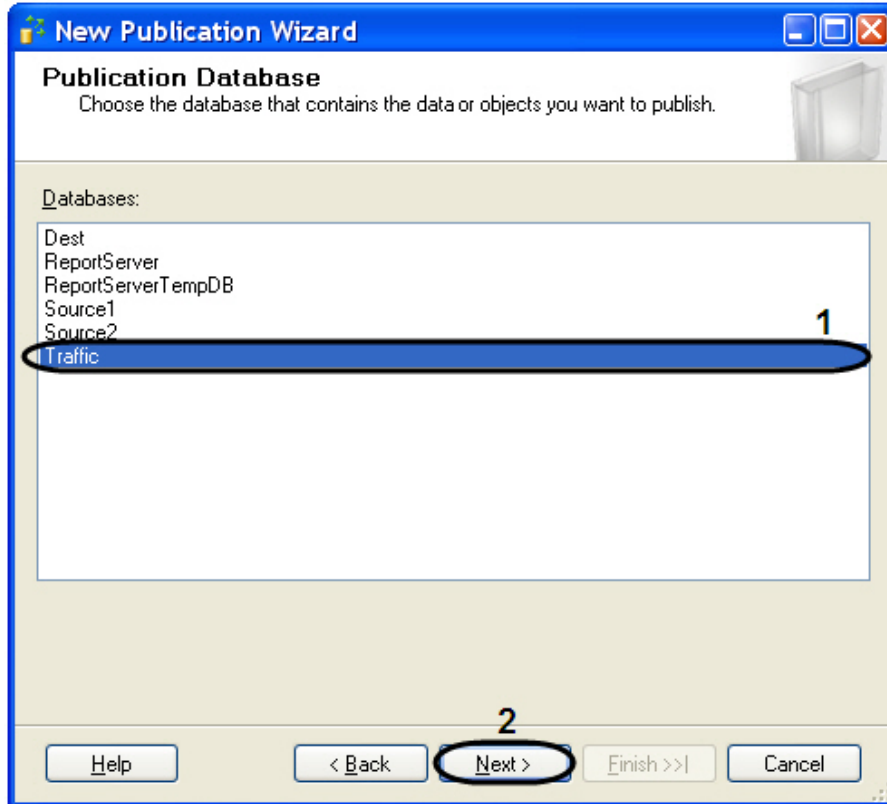 New Publication Wizard
Publication Database
Choose the database that contains the data or objects you want to publish.
Databases:
Dest
ReportServer
ReportServerTempDB
Source1
Source2
1
Traffic
2
Help
< Back
Next >
Finish >>|
Cancel